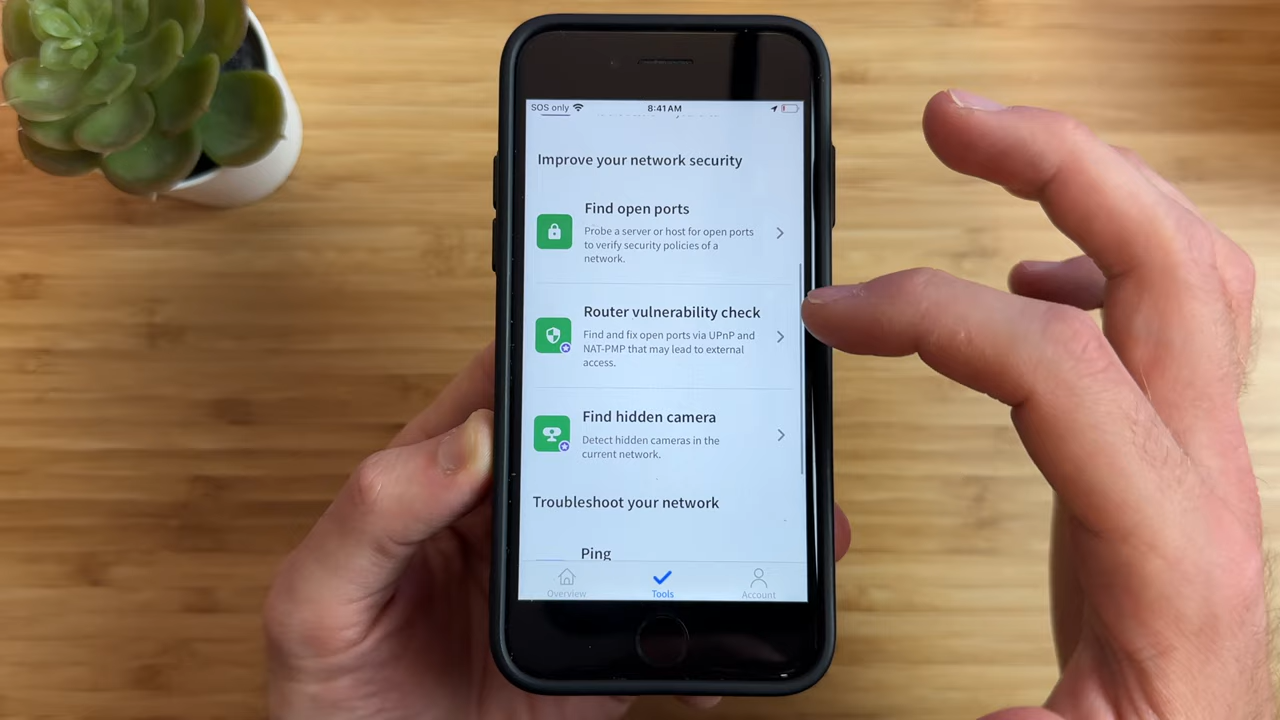 SOS only
8:41AM
Improve your network security
Find open ports
Probe a server or host for open ports
to verify security policies of a
network.
Router vulnerability check
Find and fix open ports via UPnP and
NAT-PMP that may lead to external
access.
Find hidden camera
Detect hidden cameras in the
current network.
Troubleshoot your network
Ping
Overview
Tools
Account